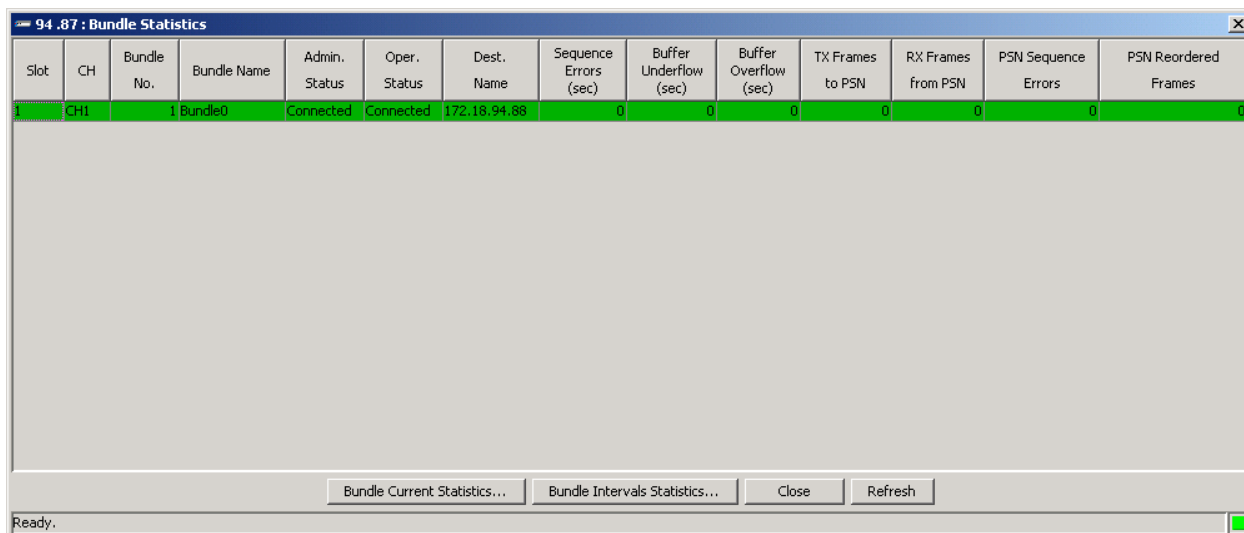 94 .87 : Bundle Statistics
Slot CH Bundle No. Bundle Name Admin. Status Oper. Status Dest. Name Sequence Errors (sec) Buffer Underflow (sec) Buffer Overflow (sec) TX Frames to PSN RX Frames from PSN PSN Sequence Errors PSN Reordered Frames
1 CH1 1 Bundle0 Connected Connected 172.18.94.88 0 0 0 0 0 0 0
Bundle Current Statistics... Bundle Intervals Statistics... Close Refresh
Ready.